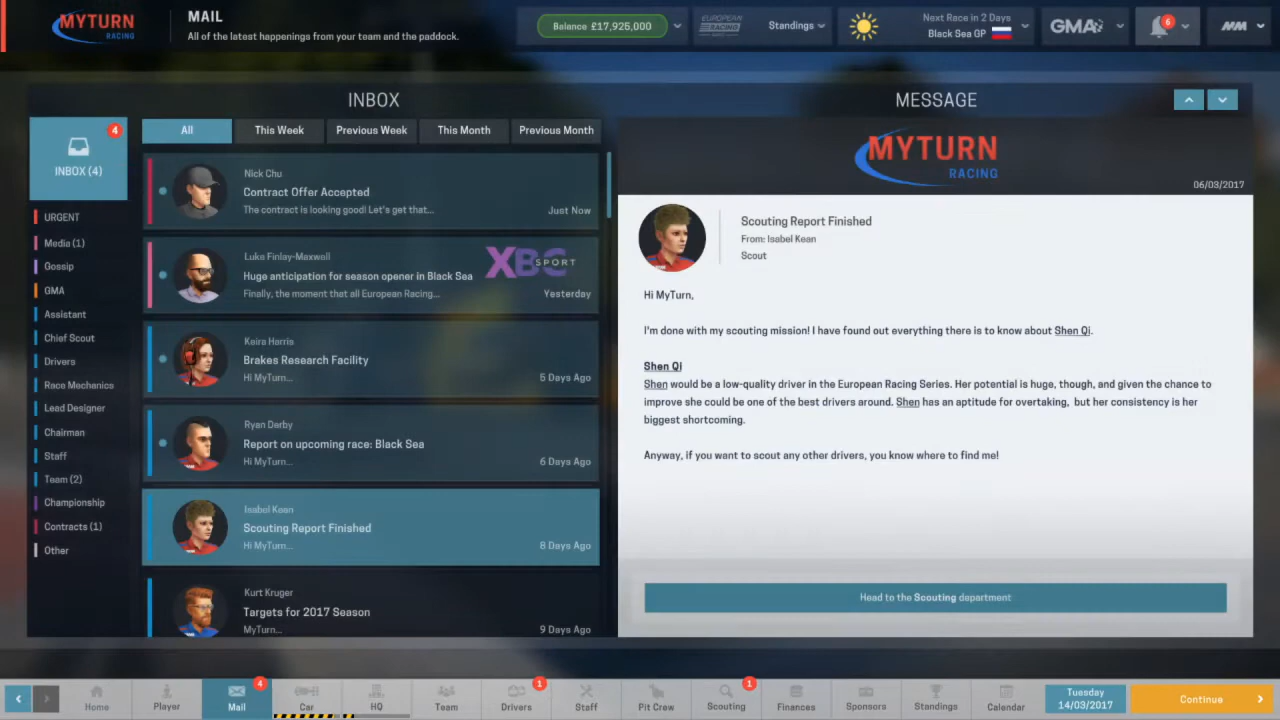 MYTURN
RACING
MAIL
All of the latest happenings from your team and the paddock.
Balance £17,925,000
EUROPEAN
RACING
Standings
Next Race in 2 Days
Black Sea GP
GMA
6
INBOX
MESSAGE
4
INBOX (4)
URGENT
Media (1)
Gossip
GMA
Assistant
Chief Scout
Drivers
Race Mechanics
Lead Designer
Chairman
Staff
Team (2)
Championship
Contracts (1)
Other
All
This Week
Previous Week
This Month
Previous Month
Nick Chu
Contract Offer Accepted
The contract is looking good! Let's get that...
Just Now
Luke Finlay-Maxwell
Huge anticipation for season opener in Black Sea
Finally, the moment that all European Racing...
Yesterday
XBC SPORT
Keira Harris
Brakes Research Facility
Hi MyTurn...
5 Days Ago
Ryan Derby
Report on upcoming race: Black Sea
Hi MyTurn...
6 Days Ago
Isabel Kean
Scouting Report Finished
Hi MyTurn...
8 Days Ago
Kurt Kruger
Targets for 2017 Season
MyTurn...
9 Days Ago
MYTURN
RACING
06/03/2017
Scouting Report Finished
From: Isabel Kean
Scout
Hi MyTurn,
I'm done with my scouting mission! I have found out everything there is to know about Shen Qi.
Shen Qi
Shen would be a low-quality driver in the European Racing Series. Her potential is huge, though, and given the chance to
improve she could be one of the best drivers around. Shen has an aptitude for overtaking, but her consistency is her
biggest shortcoming.
Anyway, if you want to scout any other drivers, you know where to find me!
Head to the Scouting department
Home
Player
Mail
4
Car
HQ
Team
Drivers
1
Staff
Pit Crew
Scouting
1
Finances
Sponsors
Standings
Calendar
Tuesday
14/03/2017
Continue